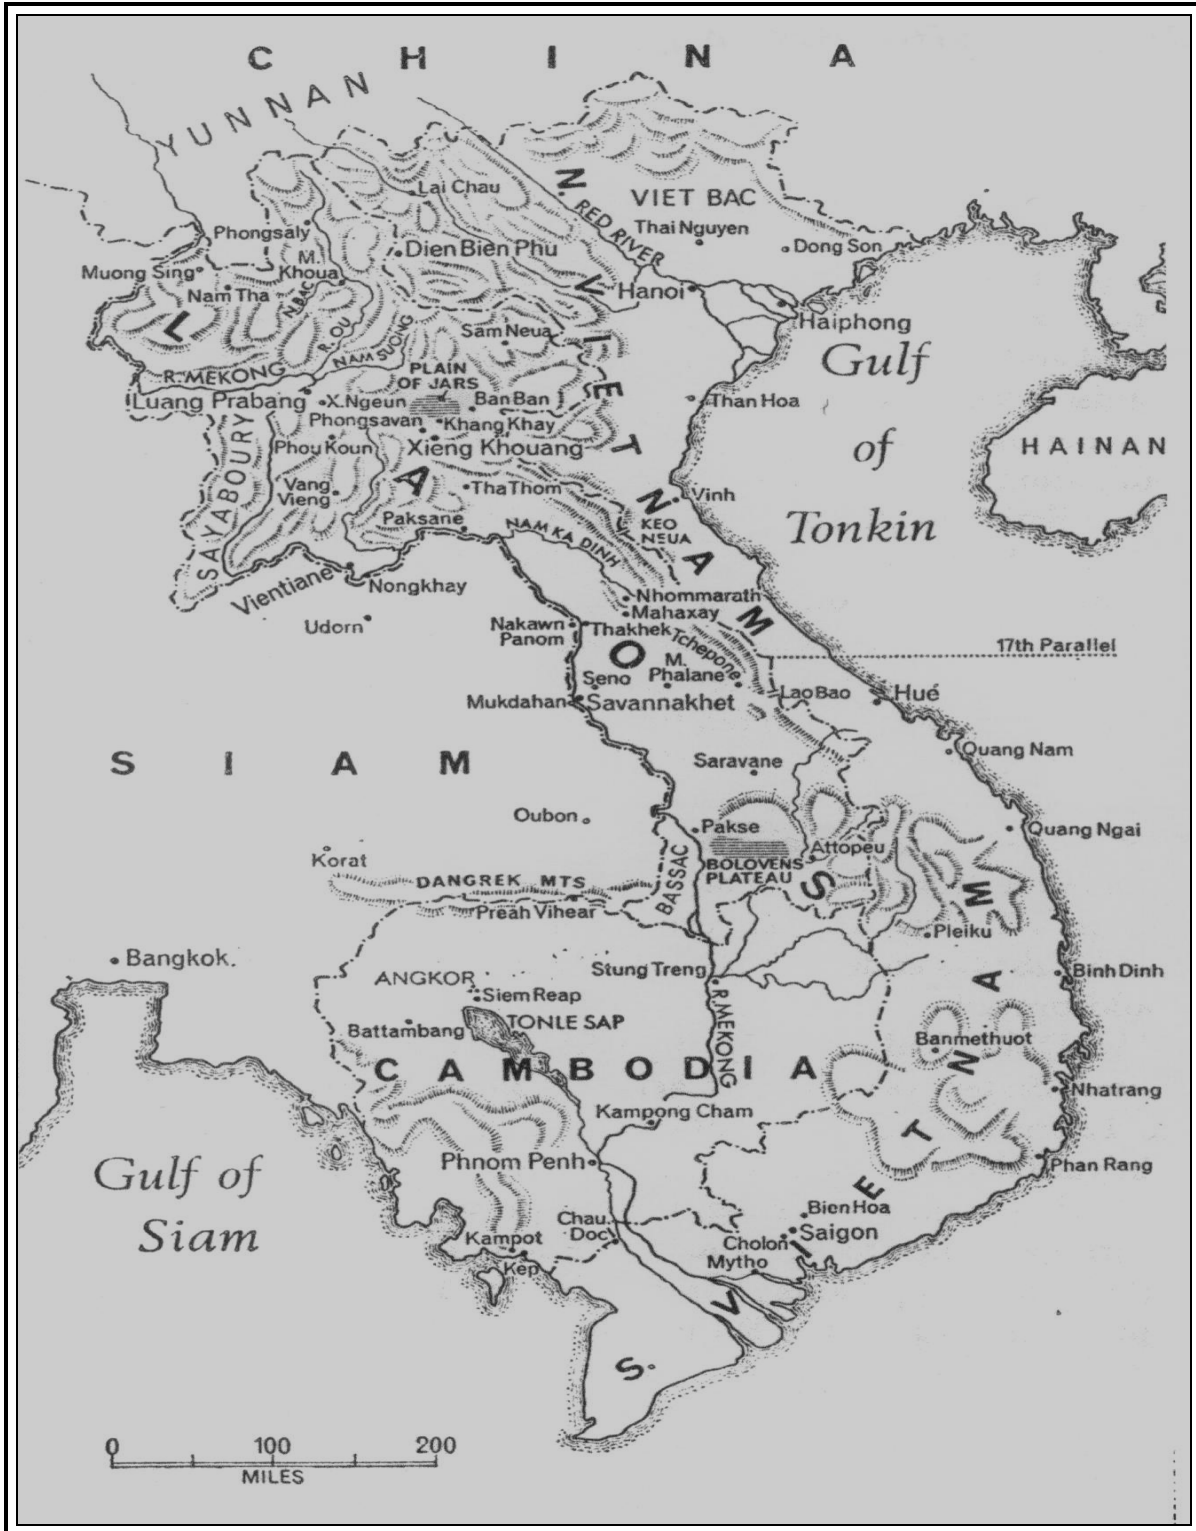 C H I N A
YUNNAN
N.
VIET BAC
Lai Chau
RED RIVER
Thai Nguyen
Dong Son
Phongsaly
Dien Bien Phu
M.
Khoua
Muong Sing
Nam Tha
N.BAC
V
Hanoi
L
R. OU
NAM SUONG
Sam Neua
I
Haiphong
Gulf
of
Tonkin
R.MEKONG
PLAIN
OF JARS
E
Luang Prabang
X.Ngeun
Ban Ban
Than Hoa
Phongsavan
Khang Khay
T
HAINAN
SAYABOURY
Phou Koun
Xieng Khouang
A
Vang
Vieng
Tha Thom
N
Vinh
Paksane
NAM KA DINH
KEO
NEUA
A
Vientiane
Nongkhay
Nhommarath
Mahaxay
M
Udorn
Nakawn
Panom
Thakhek
Tchepone
O
17th Parallel
M.
Phalane
Seno
Lao Bao
Hué
Mukdahan
Savannakhet
S I A M
Quang Nam
Saravane
Oubon
Pakse
Quang Ngai
Korat
Attopeu
BOLOVENS
PLATEAU
BASSAC
S
DANGREK MTS
M
Preah Vihear
Pleiku
Bangkok.
Stung Treng
Binh Dinh
A
ANGKOR
Siem Reap
R.MEKONG
Battambang
TONLE SAP
Banmethuot
N
C A M B O D I A
Nhatrang
Kampong Cham
T
Gulf of
Siam
Phnom Penh
Phan Rang
E
Bien Hoa
Chau
Doc
Saigon
Cholon
I
Kampot
Mytho
Kep
V
S.
0 100 200
MILES